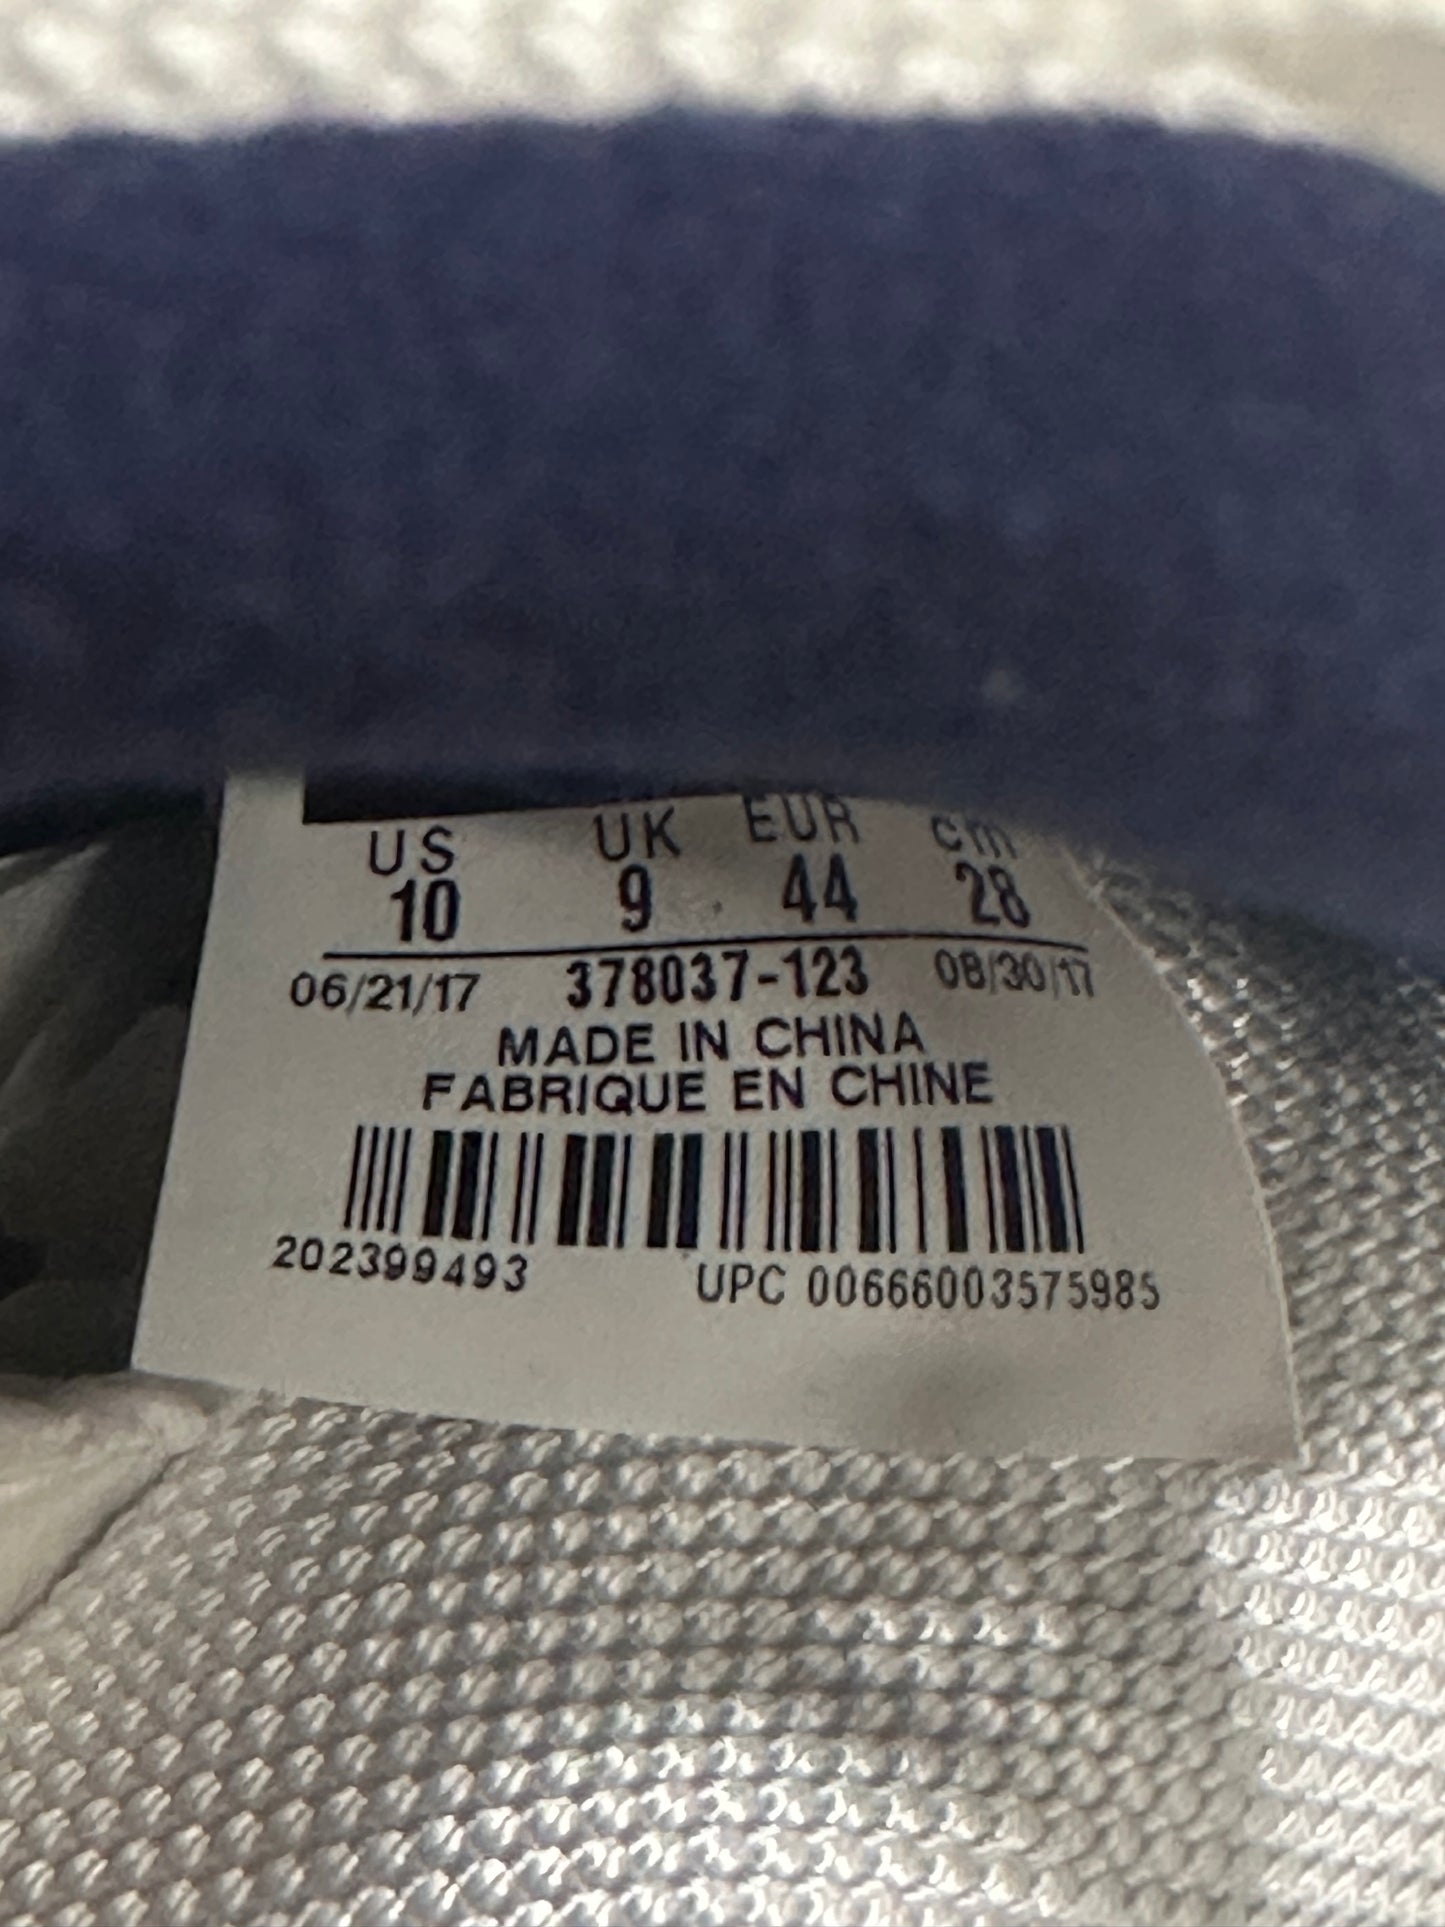 US UK EUR cm
10 9 44 28
06/21/17 378037-123 08/30/17
MADE IN CHINA
FABRIQUE EN CHINE
202399493 UPC 00666003575985